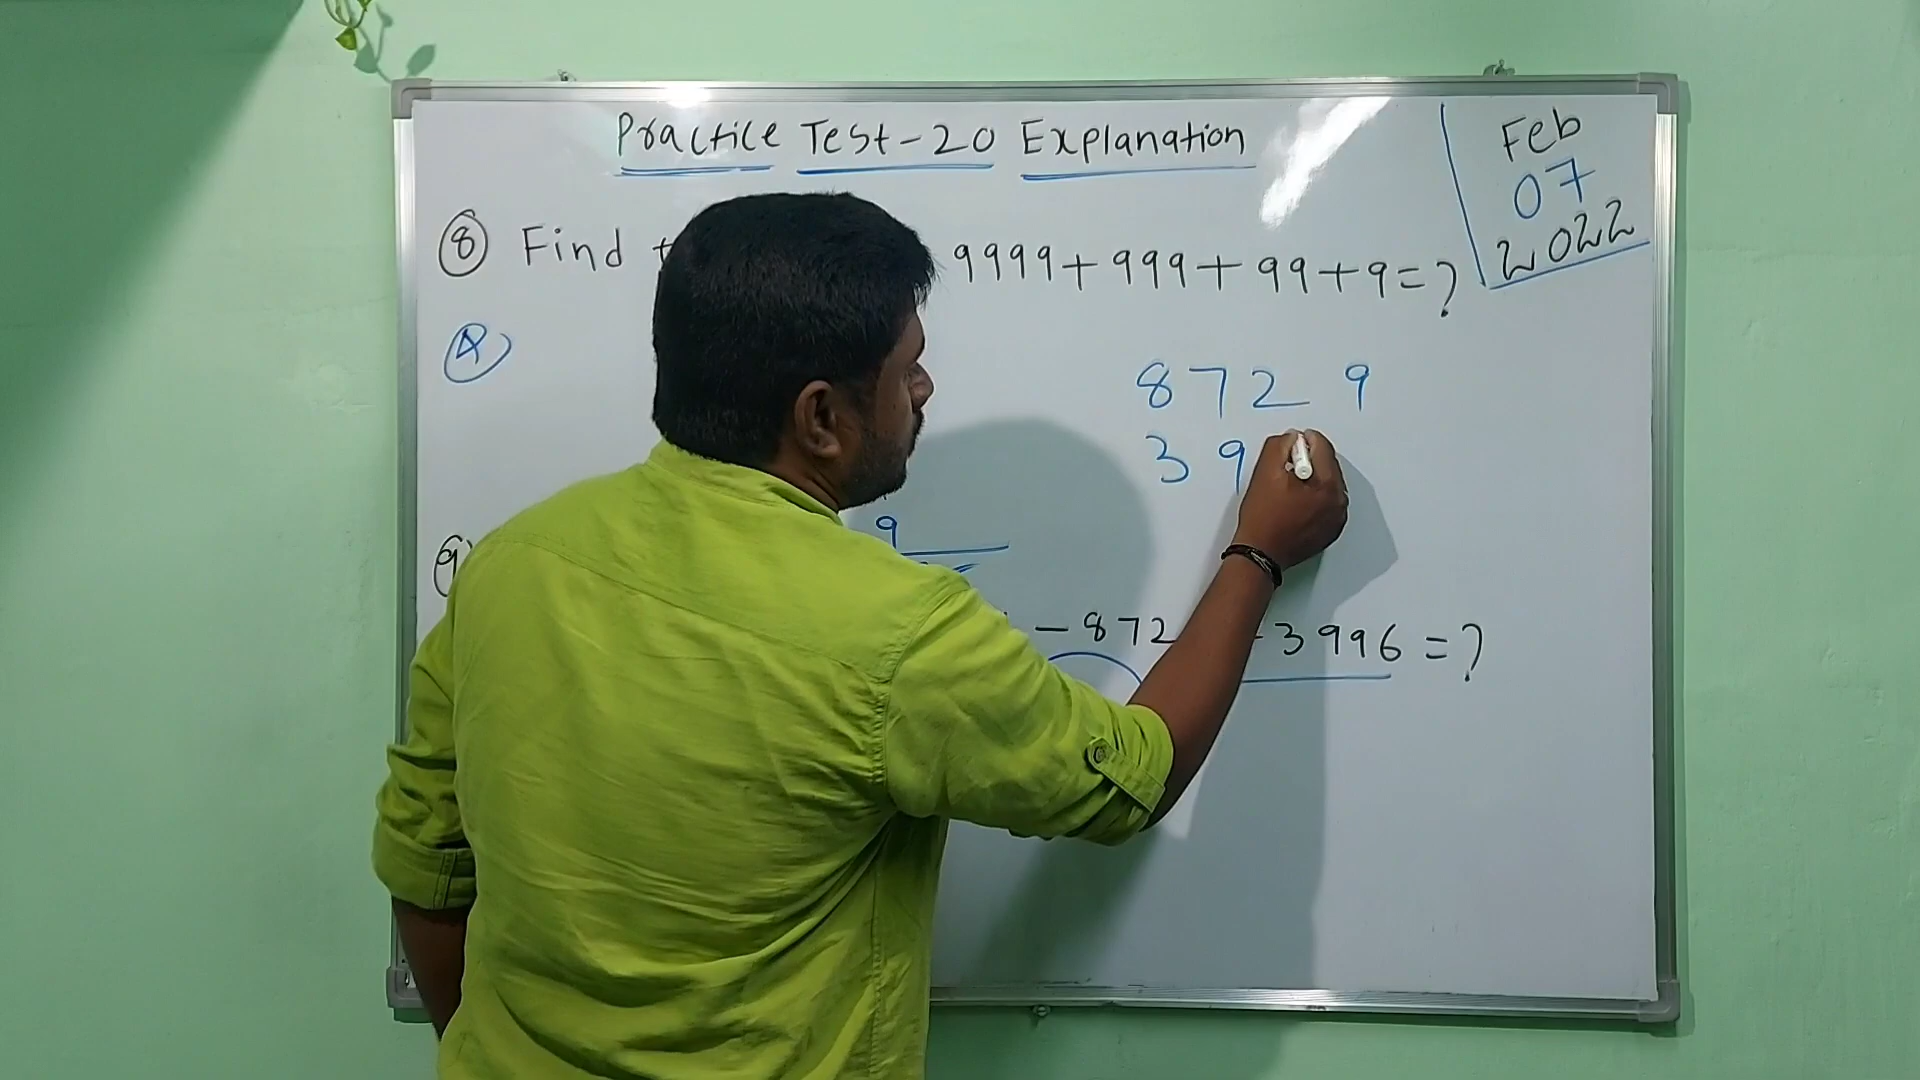 Practice Test-20 Explanation
Feb
07
2022
8 Find 9999+999+99+9=?
A
8729
39
9
9 -872 -3996=?